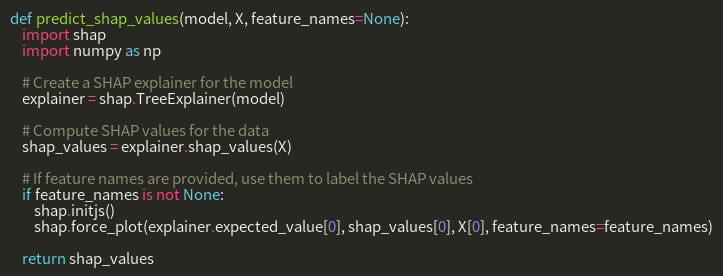 def predict_shap_values(model, X, feature_names=None):
    import shap
    import numpy as np

    # Create a SHAP explainer for the model
    explainer = shap.TreeExplainer(model)

    # Compute SHAP values for the data
    shap_values = explainer.shap_values(X)

    # If feature names are provided, use them to label the SHAP values
    if feature_names is not None:
        shap.initjs()
        shap.force_plot(explainer.expected_value[0], shap_values[0], X[0], feature_names=feature_names)

    return shap_values